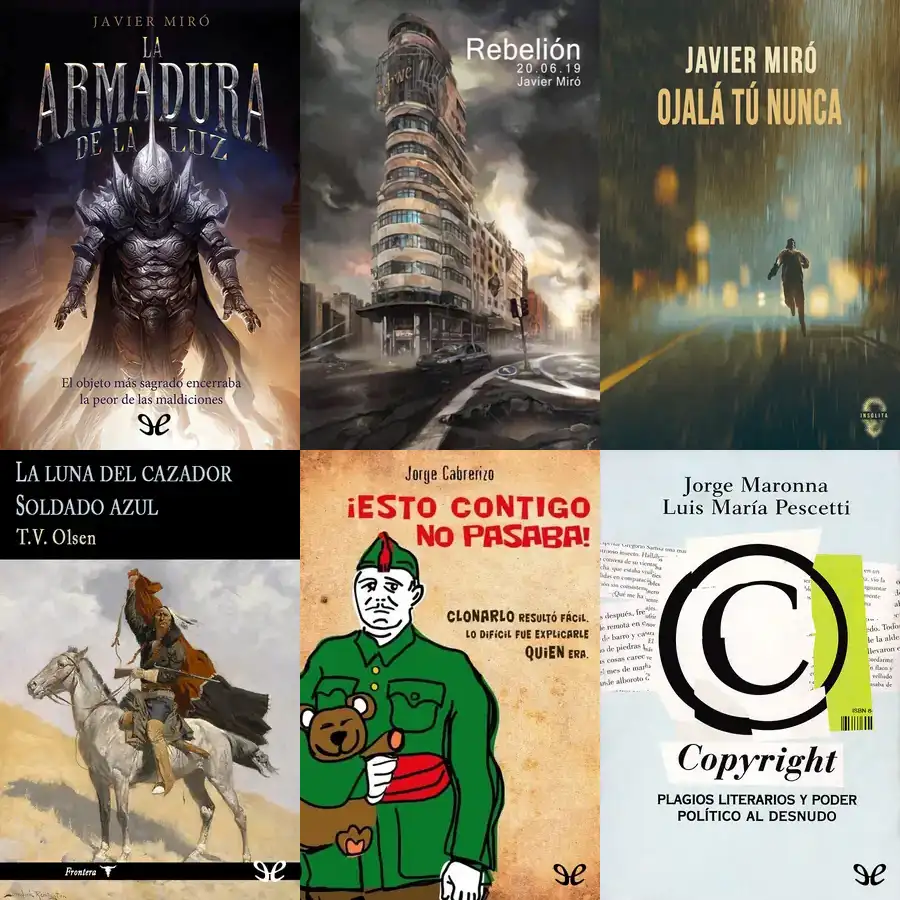 JAVIER MIRÓ
LA
ARMADURA
DE LA LUZ
El objeto más sagrado encerraba
la peor de las maldiciones
Rebelión
20.06.19
Javier Miró
JAVIER MIRÓ
OJALÁ TÚ NUNCA
INSÓLITA
LA LUNA DEL CAZADOR
SOLDADO AZUL
T.V. Olsen
Frontera
Jorge Cabrerizo
¡ESTO CONTIGO
NO PASABA!
CLONARLO RESULTÓ FÁCIL.
LO DIFÍCIL FUE EXPLICARLE
QUIÉN ERA.
Jorge Maronna
Luis María Pescetti
C
ISBN 8
Copyright
PLAGIOS LITERARIOS Y PODER
POLÍTICO AL DESNUDO